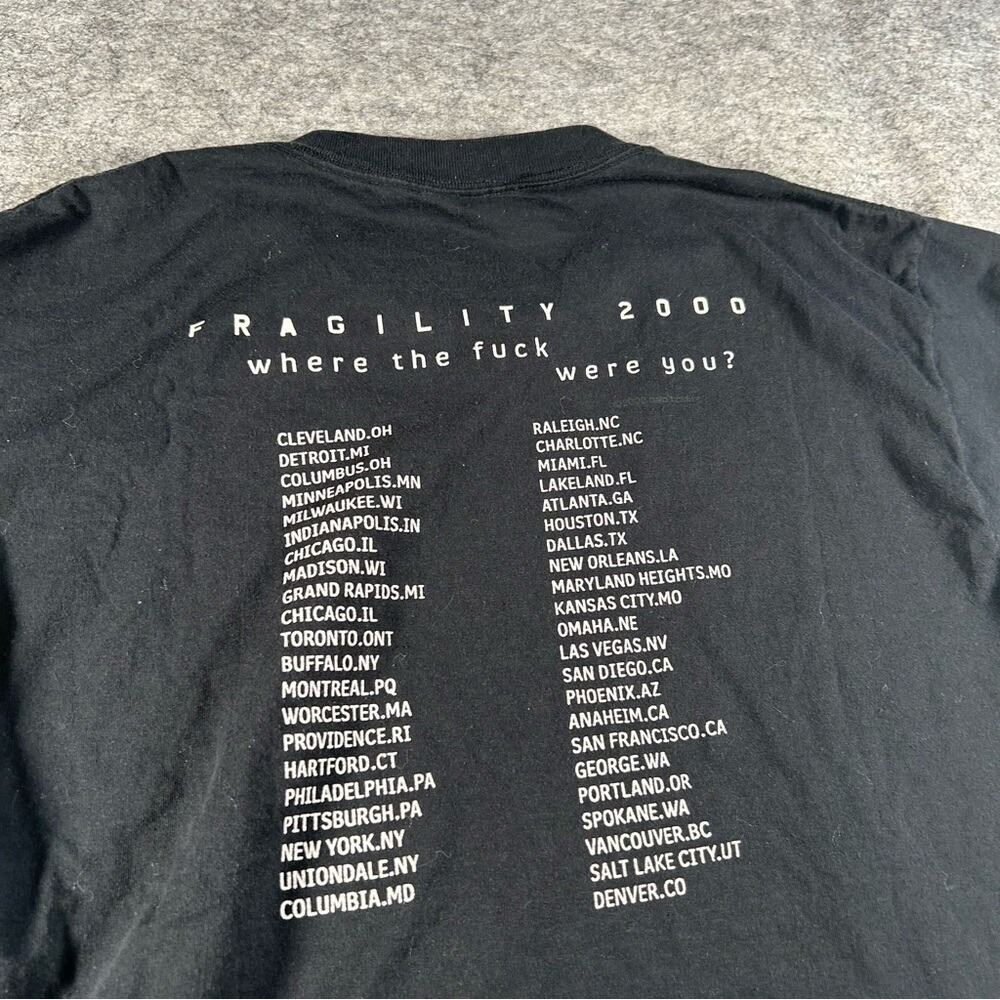 FRAGILITY 2000
where the fuck were you?
CLEVELAND.OH
DETROIT.MI
COLUMBUS.OH
MINNEAPOLIS.MN
MILWAUKEE.WI
INDIANAPOLIS.IN
CHICAGO.IL
MADISON.WI
GRAND RAPIDS.MI
CHICAGO.IL
TORONTO.ONT
BUFFALO.NY
MONTREAL.PQ
WORCESTER.MA
PROVIDENCE.RI
HARTFORD.CT
PHILADELPHIA.PA
PITTSBURGH.PA
NEW YORK.NY
UNIONDALE.NY
COLUMBIA.MD
RALEIGH.NC
CHARLOTTE.NC
MIAMI.FL
LAKELAND.FL
ATLANTA.GA
HOUSTON.TX
DALLAS.TX
NEW ORLEANS.LA
MARYLAND HEIGHTS.MO
KANSAS CITY.MO
OMAHA.NE
LAS VEGAS.NV
SAN DIEGO.CA
PHOENIX.AZ
ANAHEIM.CA
SAN FRANCISCO.CA
GEORGE.WA
PORTLAND.OR
SPOKANE.WA
VANCOUVER.BC
SALT LAKE CITY.UT
DENVER.CO